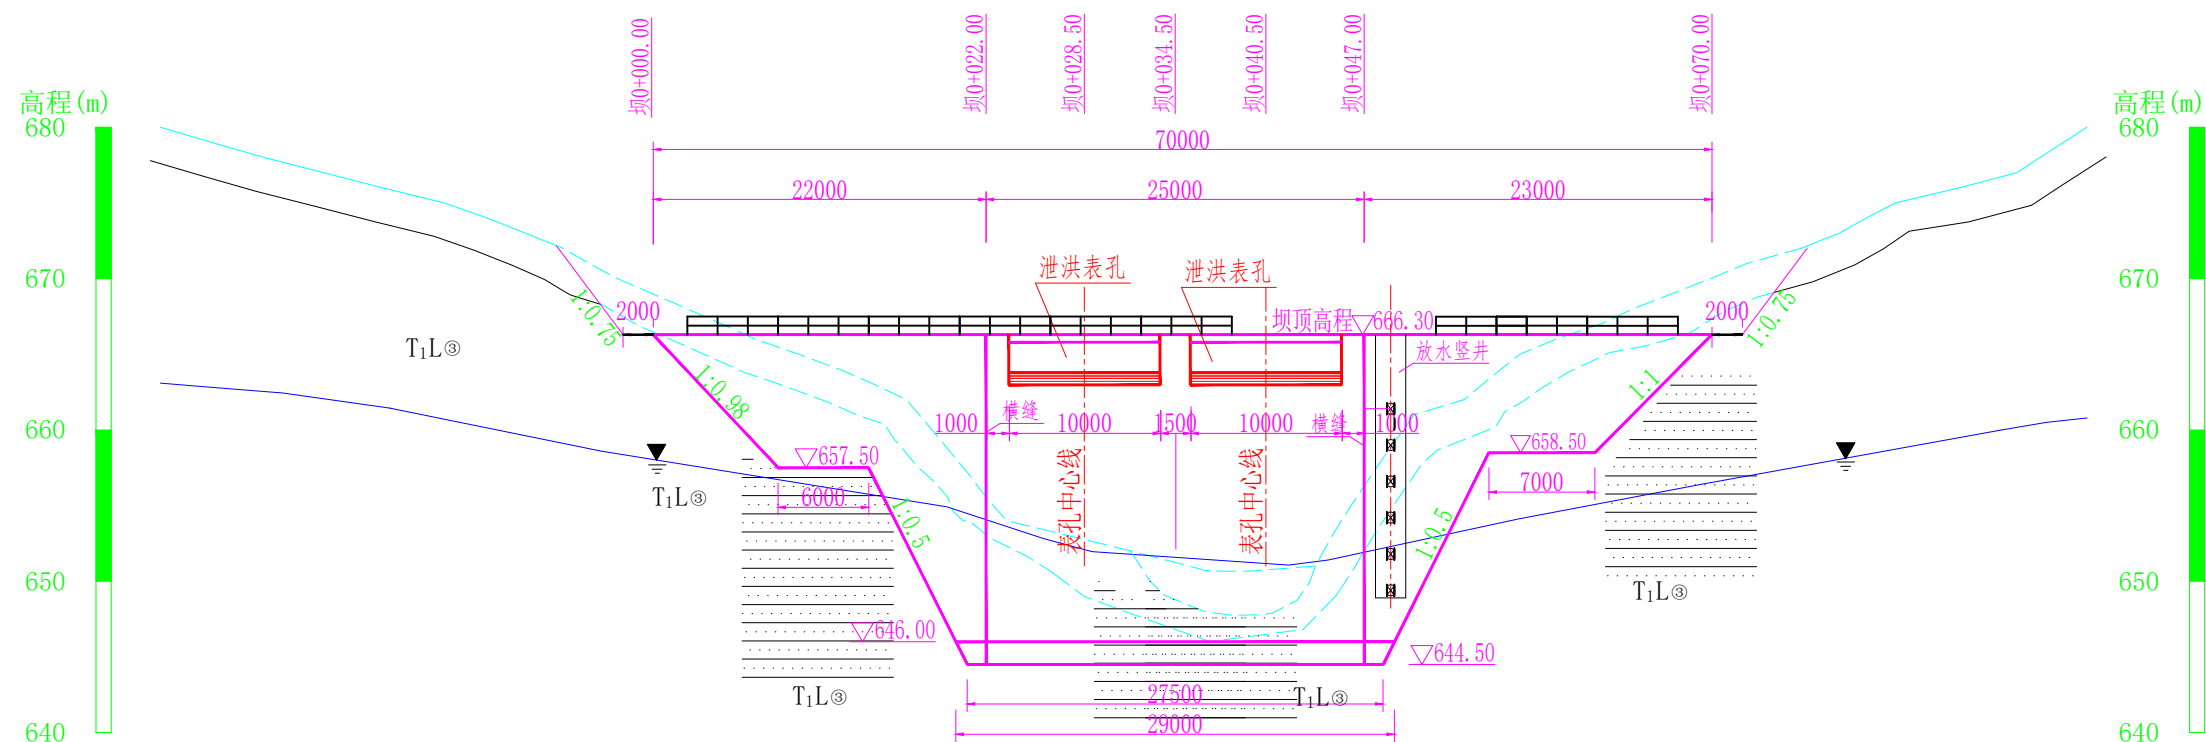 坝0+000.00
坝0+022.00
坝0+028.50
坝0+034.50
坝0+040.50
坝0+047.00
坝0+070.00
高程(m)
高程(m)
680
680
70000
22000
25000
23000
泄洪表孔
泄洪表孔
670
670
1:0.75
2000
坝顶高程
666.30
2000
1:0.75
T₁L③
放水竖井
1:0.98
1:1
横缝
横缝
1000
10000
1500
10000
1000
660
660
657.50
658.50
表孔中心线
表孔中心线
T₁L③
6000
7000
1:0.5
1:0.5
650
650
T₁L③
646.00
644.50
T₁L③
27500
T₁L③
29000
640
640